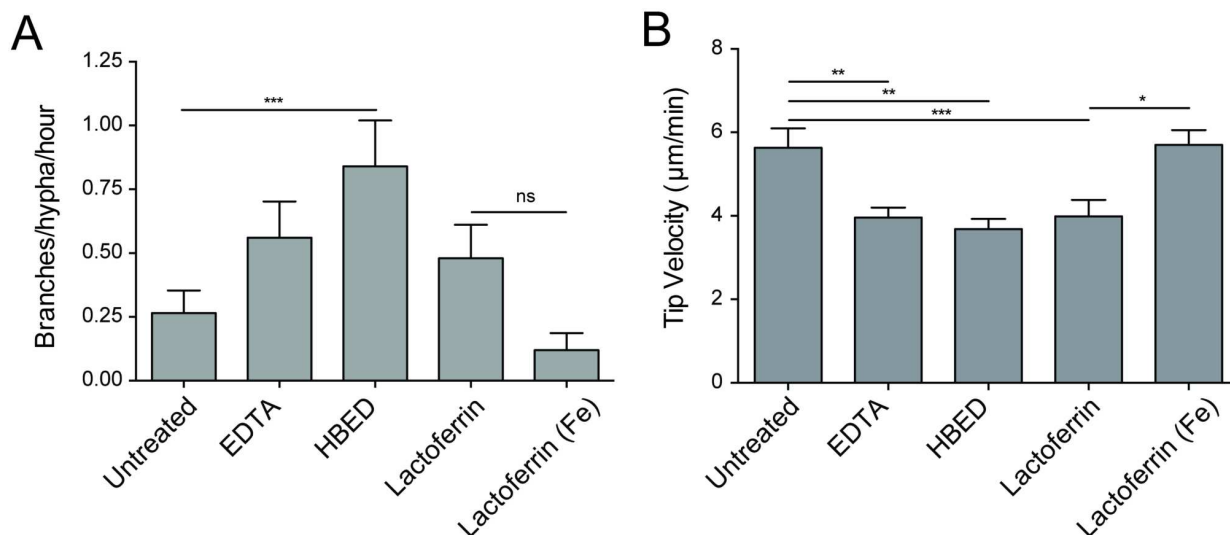 A
Branches/hypha/hour
1.25
1.00
0.75
0.50
0.25
0.00
***
ns
Untreated
EDTA
HBED
Lactoferrin
Lactoferrin (Fe)
B
Tip Velocity (µm/min)
8
6
4
2
0
**
**
***
*
Untreated
EDTA
HBED
Lactoferrin
Lactoferrin (Fe)